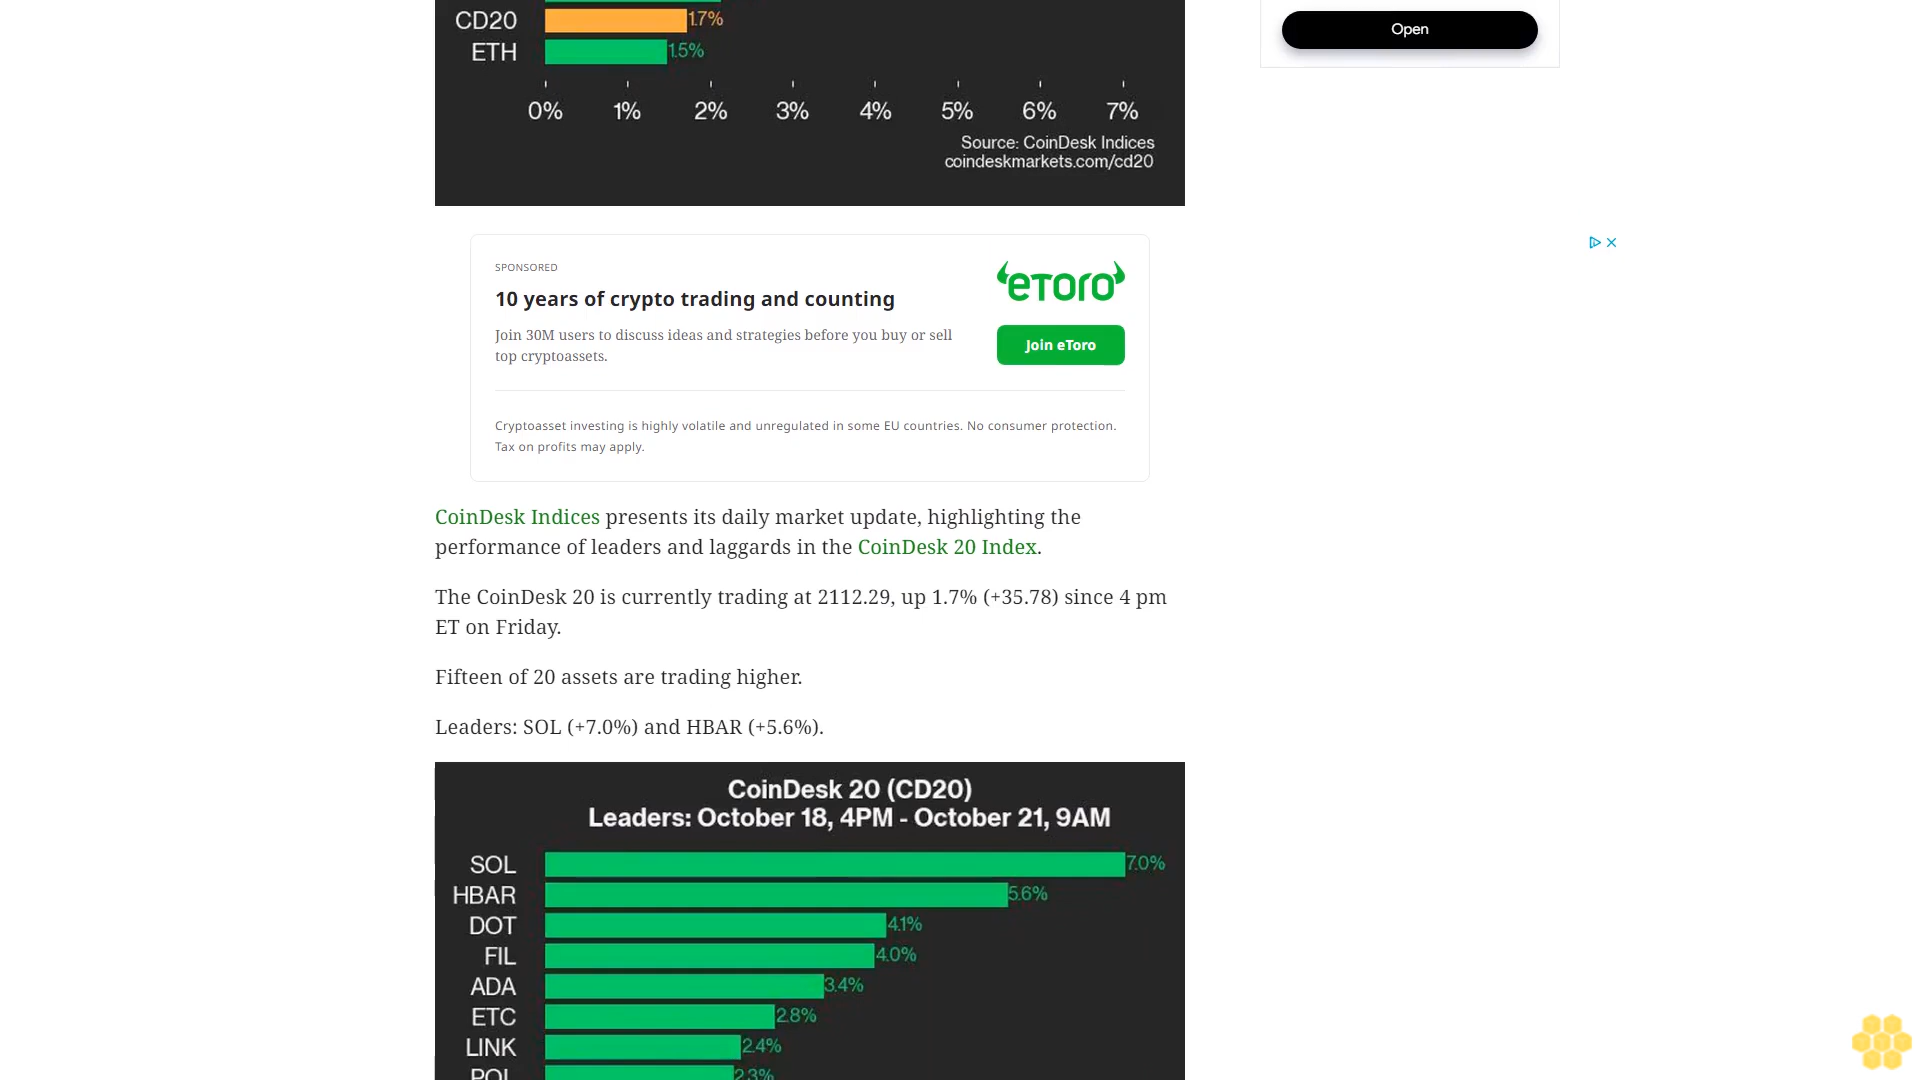 CD20 1.7%
ETH 1.5%
0% 1% 2% 3% 4% 5% 6% 7%
Source: CoinDesk Indices
coindeskmarkets.com/cd20
Open
SPONSORED
10 years of crypto trading and counting
Join 30M users to discuss ideas and strategies before you buy or sell
top cryptoassets.
eToro
Join eToro
Cryptoasset investing is highly volatile and unregulated in some EU countries. No consumer protection.
Tax on profits may apply.
CoinDesk Indices presents its daily market update, highlighting the
performance of leaders and laggards in the CoinDesk 20 Index.
The CoinDesk 20 is currently trading at 2112.29, up 1.7% (+35.78) since 4 pm
ET on Friday.
Fifteen of 20 assets are trading higher.
Leaders: SOL (+7.0%) and HBAR (+5.6%).
CoinDesk 20 (CD20)
Leaders: October 18, 4PM - October 21, 9AM
SOL 7.0%
HBAR 5.6%
DOT 4.1%
FIL 4.0%
ADA 3.4%
ETC 2.8%
LINK 2.4%
POL 2.3%